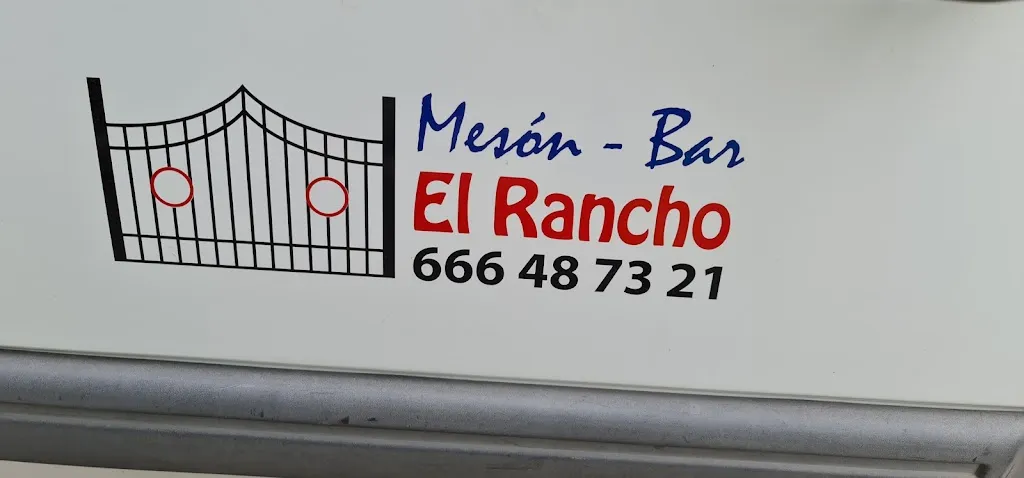 Mesón - Bar
El Rancho
666 48 73 21